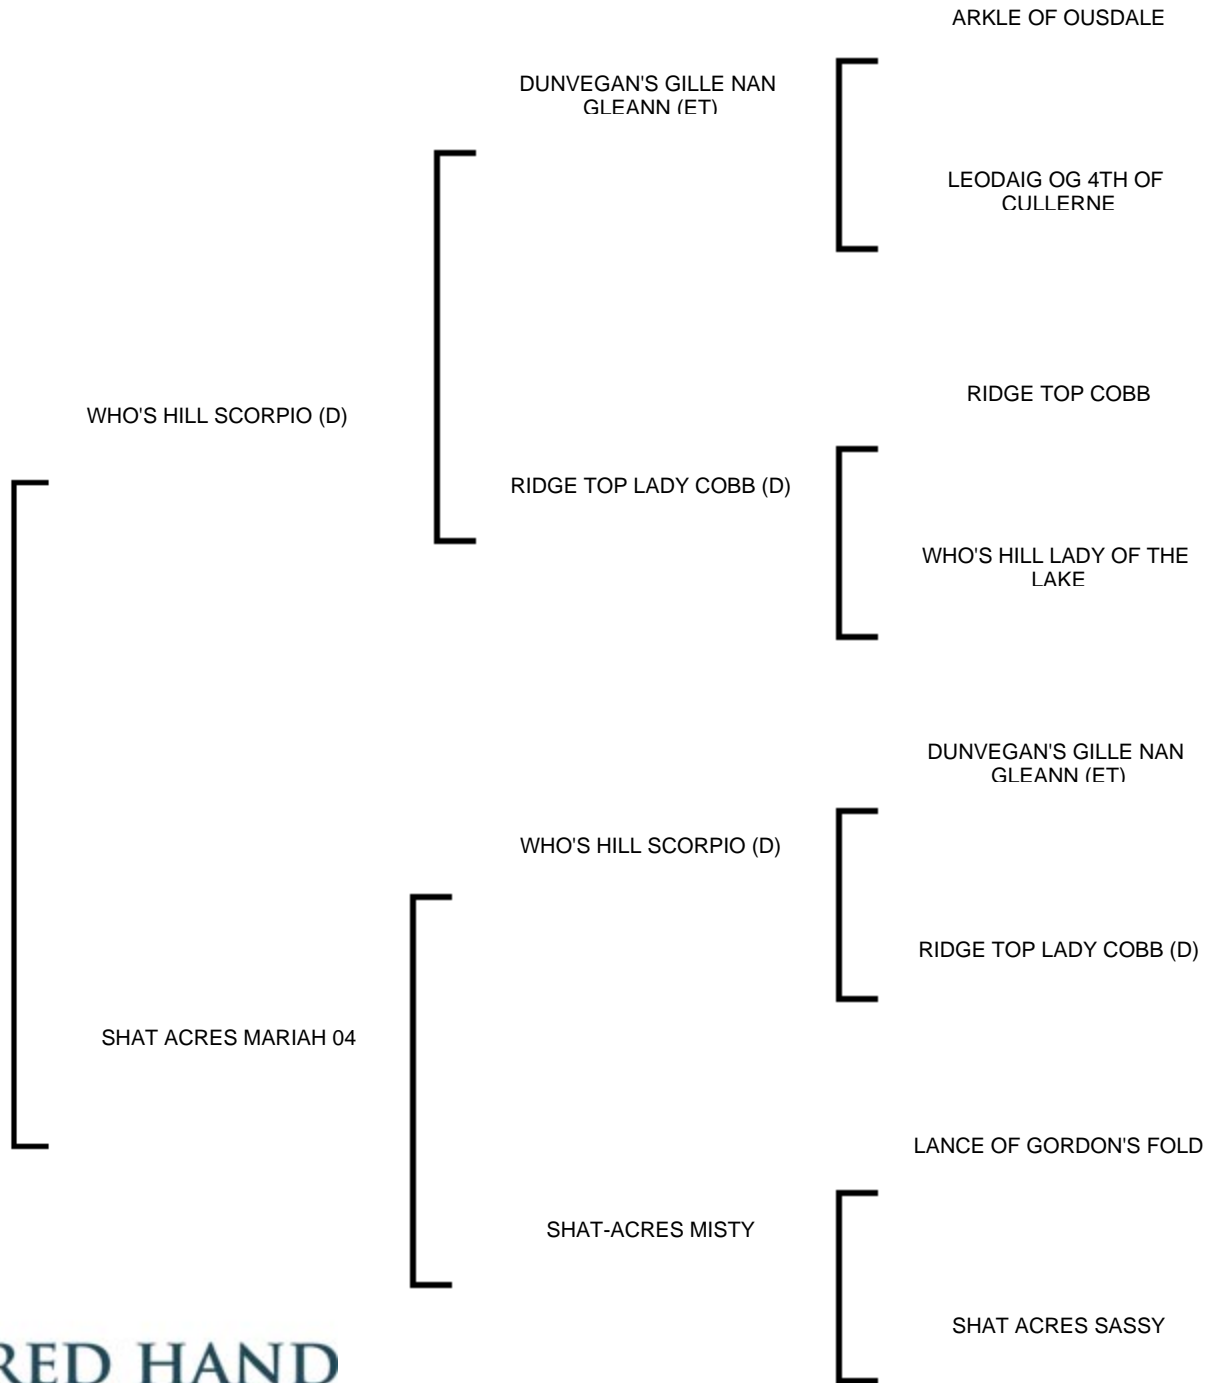 ARKLE OF OUSDALE
DUNVEGAN'S GILLE NAN
GLEANN (ET)
LEODAIG OG 4TH OF
CULLERNE
RIDGE TOP COBB
WHO'S HILL SCORPIO (D)
RIDGE TOP LADY COBB (D)
WHO'S HILL LADY OF THE
LAKE
DUNVEGAN'S GILLE NAN
GLEANN (ET)
WHO'S HILL SCORPIO (D)
RIDGE TOP LADY COBB (D)
SHAT ACRES MARIAH 04
LANCE OF GORDON'S FOLD
SHAT-ACRES MISTY
SHAT ACRES SASSY
RED HAND